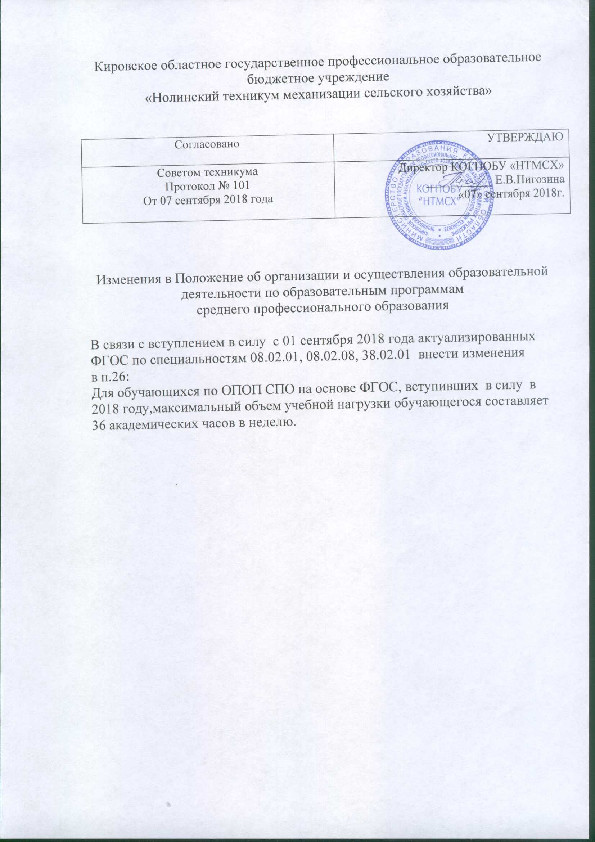 Кировское областное государственное профессиональное образовательное
бюджетное учреждение
«Нолинский техникум механизации сельского хозяйства»
Согласовано
Советом техникума
Протокол № 101
От 07 сентября 2018 года
УТВЕРЖДАЮ
Директор КОГПОБУ «НТМСХ»
Е.В.Пигозина
«07» сентября 2018г.
КОГПОБУ
"НТМСХ"
Изменения в Положение об организации и осуществления образовательной
деятельности по образовательным программам
среднего профессионального образования
В связи с вступлением в силу с 01 сентября 2018 года актуализированных
ФГОС по специальностям 08.02.01, 08.02.08, 38.02.01 внести изменения
в п.26:
Для обучающихся по ОПОП СПО на основе ФГОС, вступивших в силу в
2018 году,максимальный объем учебной нагрузки обучающегося составляет
36 академических часов в неделю.